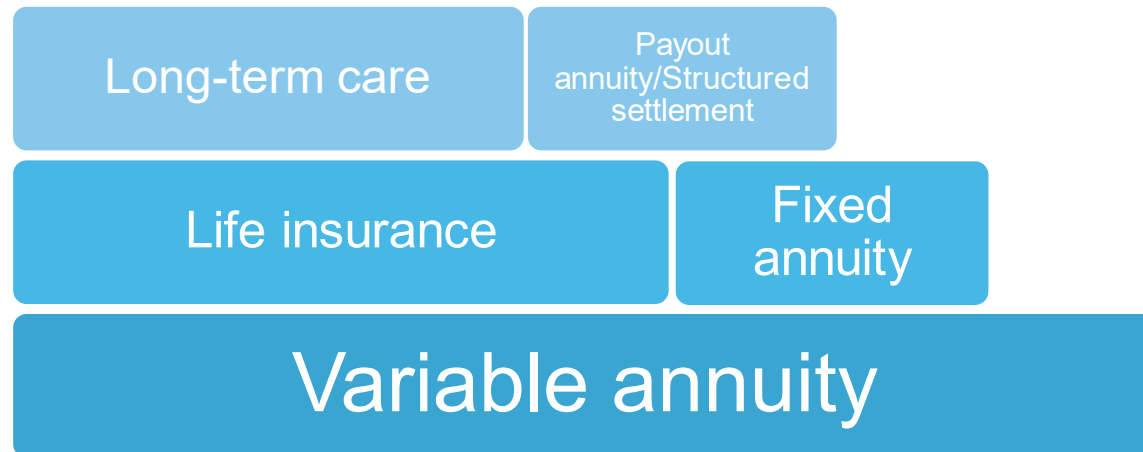 Long-term care
Payout
annuity/Structured
settlement
Life insurance
Fixed
annuity
Variable annuity